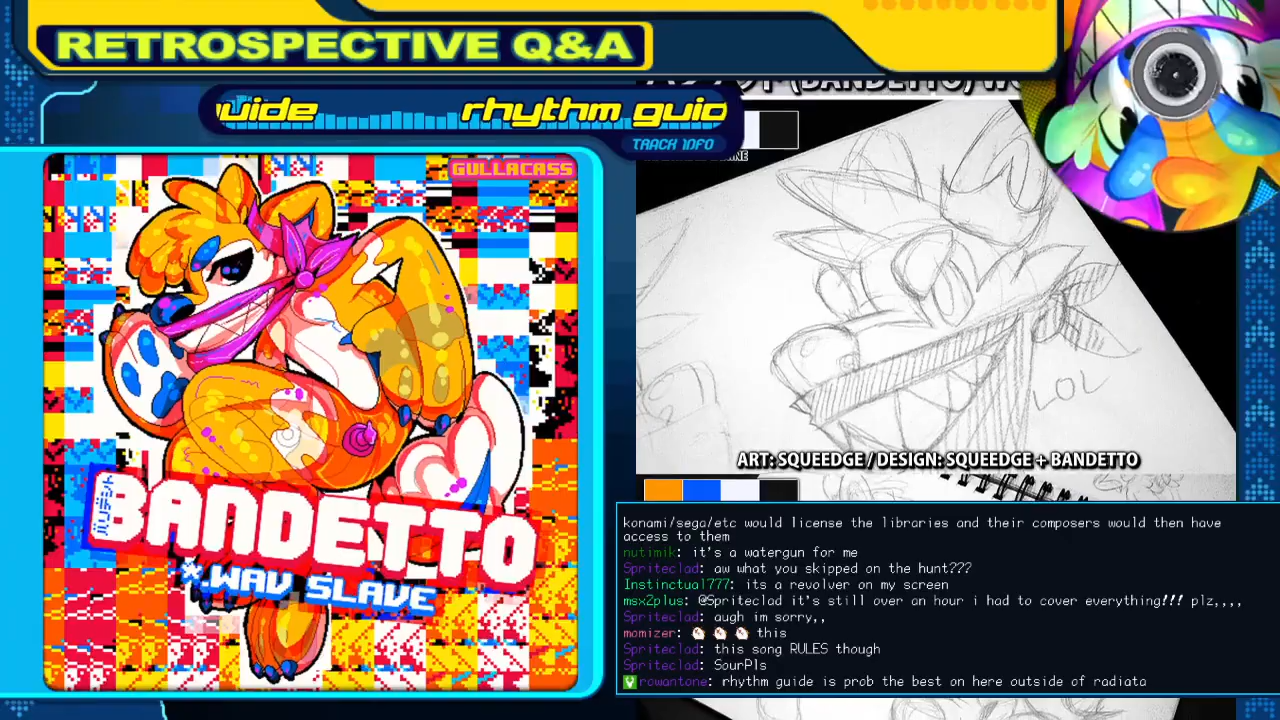 RETROSPECTIVE Q&A
uide rhythm guid
TRACK INFO
(BANDETTO)
GULLACASS
LOL
バンデット
BANDETTO
*.WAV SLAVE
ART: SQUEEDGE / DESIGN: SQUEEDGE + BANDETTO
konami/sega/etc would license the libraries and their composers would then have
access to them
nutimik: it's a watergun for me
Spriteclad: aw what you skipped on the hunt???
Instinctual777: its a revolver on my screen
msx2plus: @Spriteclad it's still over an hour i had to cover everything!!! plz,,,,
Spriteclad: augh im sorry,,
momizer: this
Spriteclad: this song RULES though
Spriteclad: SourPls
rowantone: rhythm guide is prob the best on here outside of radiata